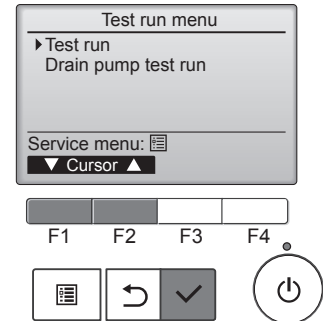 Test run menu
Test run
Drain pump test run
Service menu:
▼ Cursor ▲
F1 F2 F3 F4